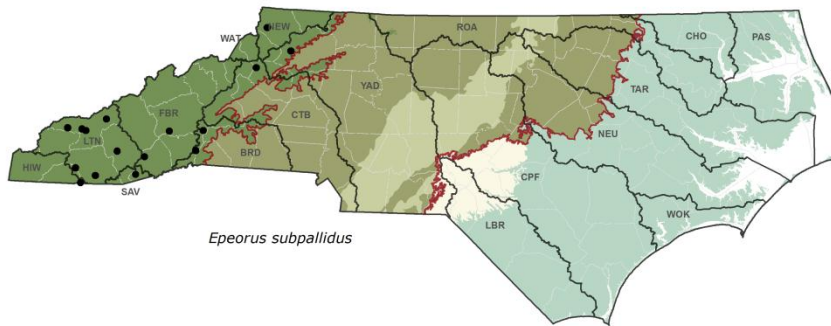 NEW
WAT
ROA
CHO
PAS
YAD
TAR
FBR
CTB
LTN
NEU
BRD
HIW
CPF
SAV
WOK
LBR
Epeorus subpallidus